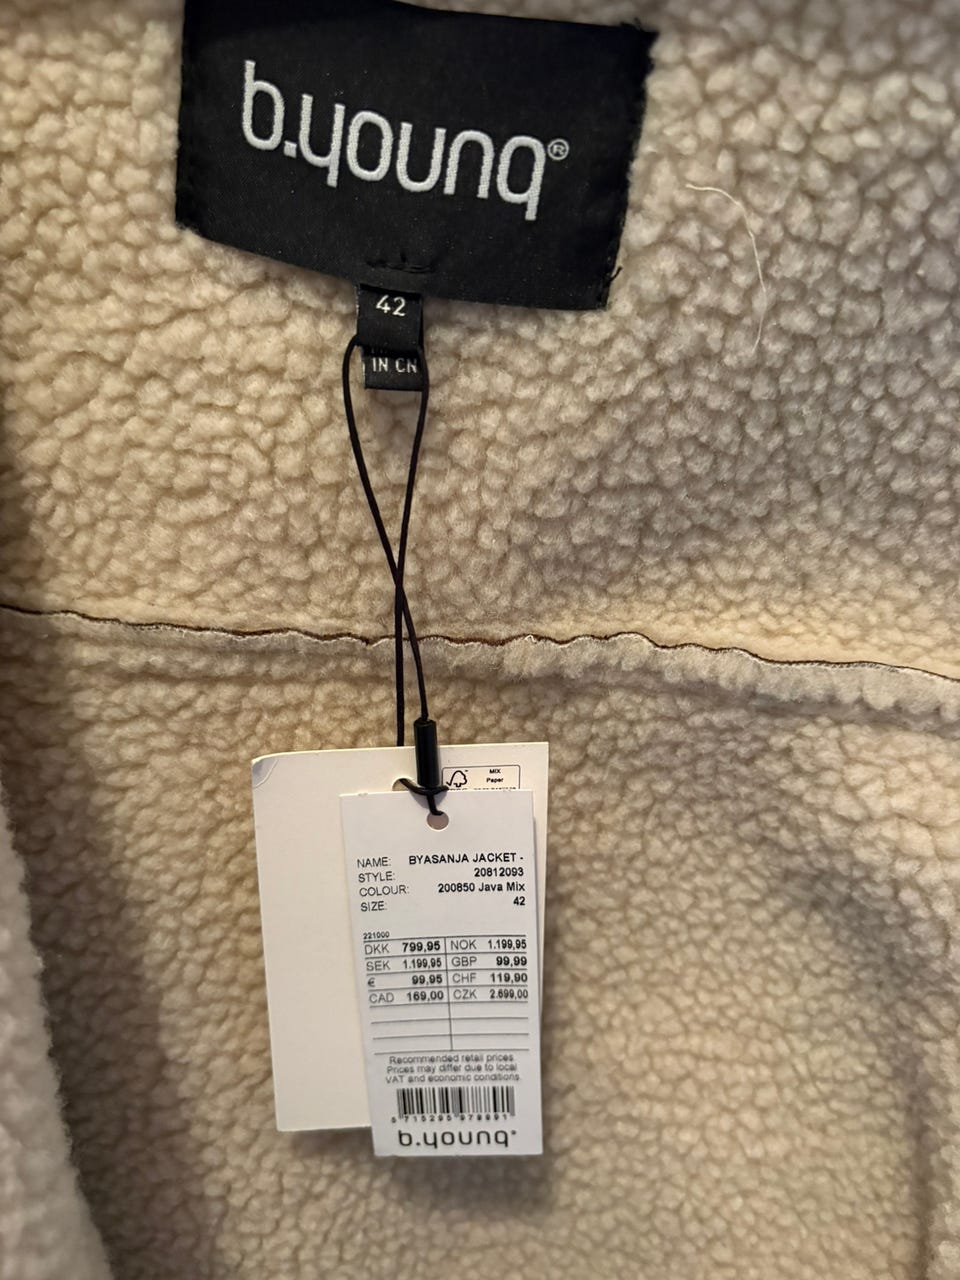 b.young®
42
IN CN
MIX
Paper
NAME: BYASANJA JACKET -
STYLE: 20812093
COLOUR: 200850 Java Mix
SIZE: 42
221000
DKK 799,95 NOK 1.199,95
SEK 1.199,95 GBP 99,99
€ 99,95 CHF 119,90
CAD 169,00 CZK 2.699,00
Recommended retail prices
Prices may differ due to local
VAT and economic conditions
b.young